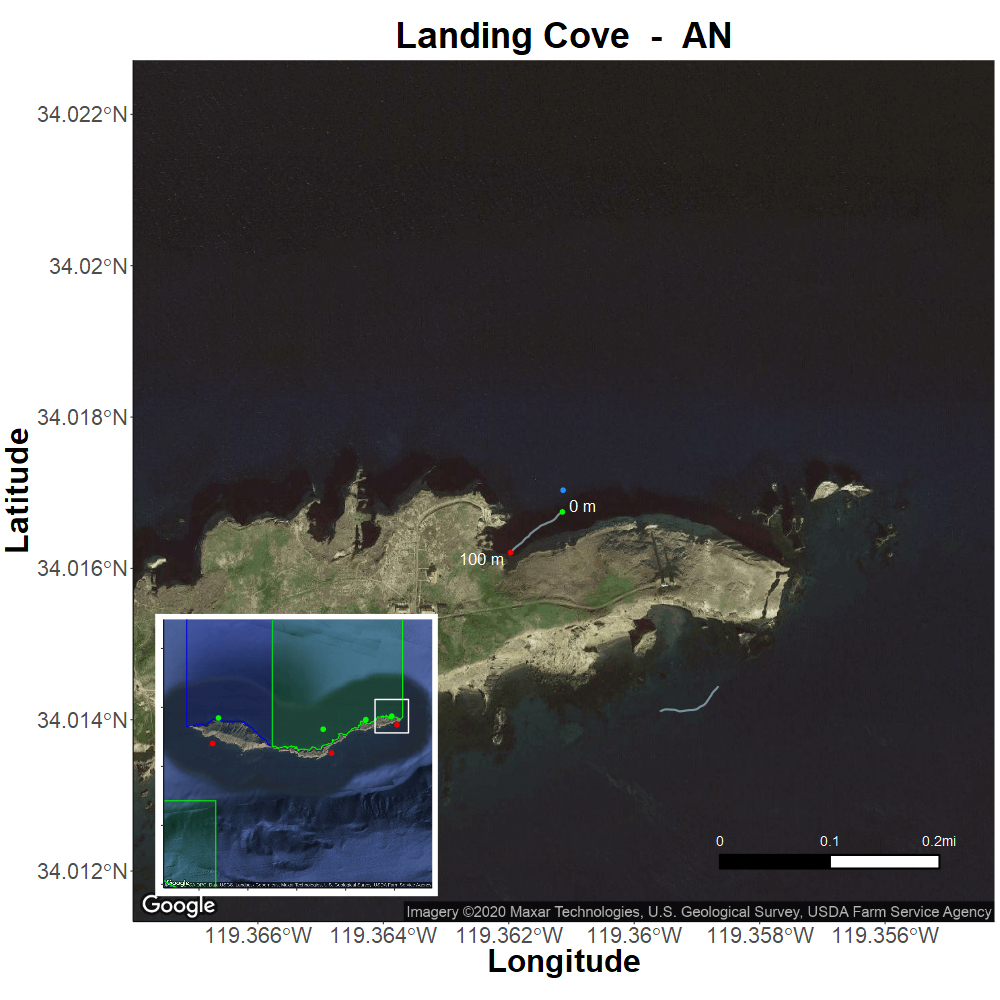 Landing Cove - AN
Latitude
34.022°N
34.02°N
34.018°N
34.016°N
34.014°N
34.012°N
0 m
100 m
0 0.1 0.2mi
Google
Google
Imagery ©2020 Maxar Technologies, U.S. Geological Survey, USDA Farm Service Agency
119.366°W 119.364°W 119.362°W 119.36°W 119.358°W 119.356°W
Longitude